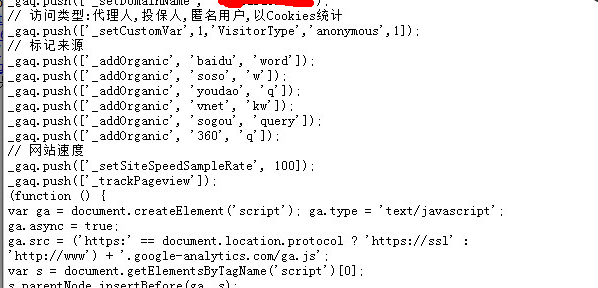 _gaq.push(['_setDomainName', '
// 访问类型:代理人,投保人,匿名用户,以Cookies统计
_gaq.push(['_setCustomVar',1,'VisitorType','anonymous',1]);
// 标记来源
_gaq.push(['_addOrganic', 'baidu', 'word']);
_gaq.push(['_addOrganic', 'soso', 'w']);
_gaq.push(['_addOrganic', 'youdao', 'q']);
_gaq.push(['_addOrganic', 'vnet', 'kw']);
_gaq.push(['_addOrganic', 'sogou', 'query']);
_gaq.push(['_addOrganic', '360', 'q']);
// 网站速度
_gaq.push(['_setSiteSpeedSampleRate', 100]);
_gaq.push(['_trackPageview']);
(function () {
var ga = document.createElement('script'); ga.type = 'text/javascript';
ga.async = true;
ga.src = ('https:' == document.location.protocol ? 'https://ssl' :
'http://www') + '.google-analytics.com/ga.js';
var s = document.getElementsByTagName('script')[0];
s.parentNode.insertBefore(ga, s);